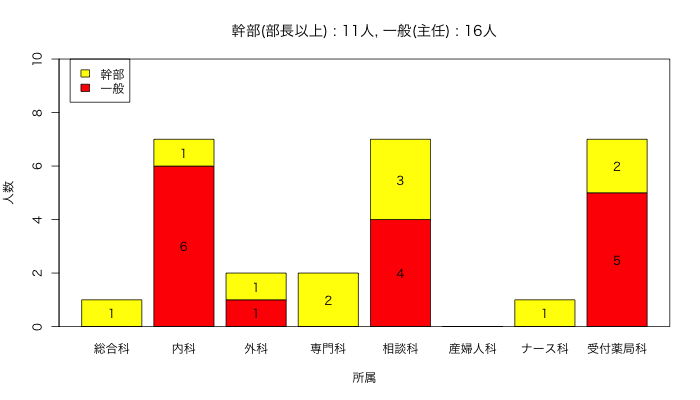 幹部(部長以上) : 11人, 一般(主任) : 16人
幹部
一般
人数
10
8
6
4
2
0
1
1
6
1
1
2
3
4
1
2
5
総合科 内科 外科 専門科 相談科 産婦人科 ナース科 受付薬局科
所属